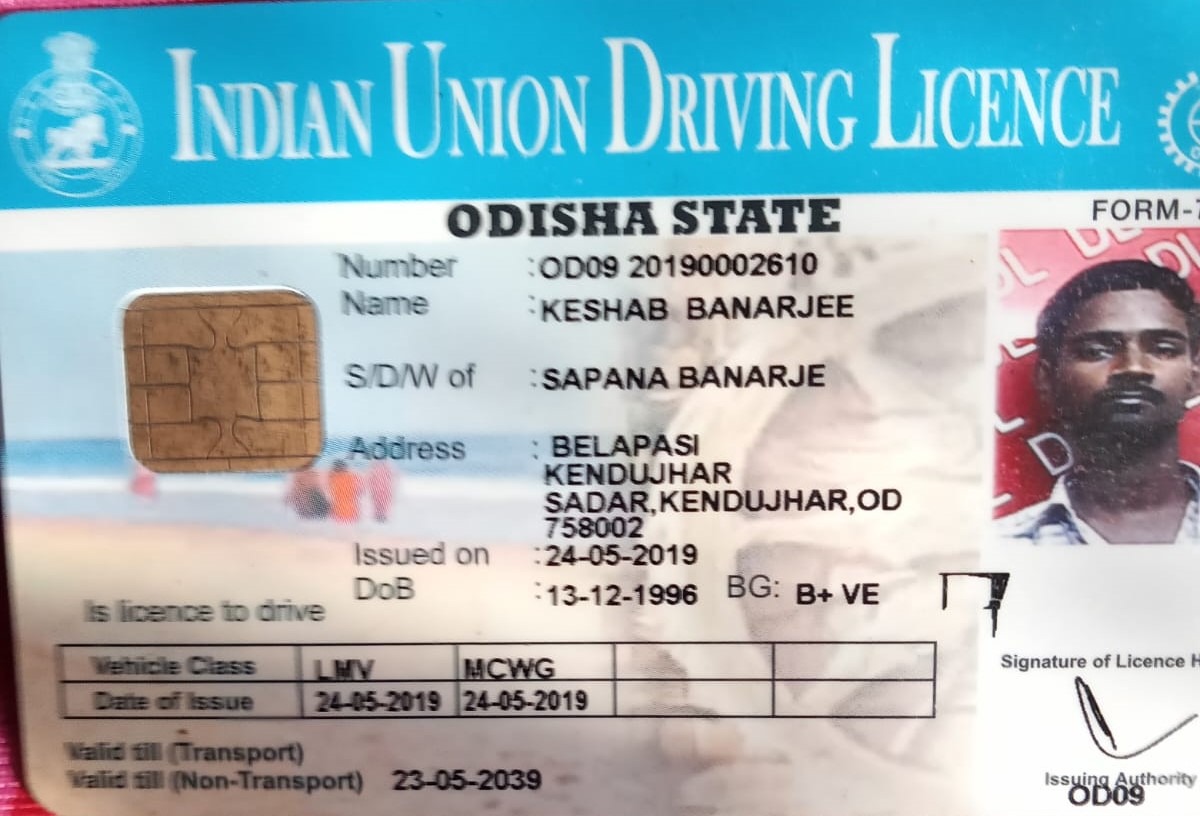 INDIAN UNION DRIVING LICENCE
ODISHA STATE
FORM-7
Number :OD09 20190002610
Name :KESHAB BANARJEE
S/D/W of :SAPANA BANARJE
Address : BELAPASI
KENDUJHAR
SADAR,KENDUJHAR,OD
758002
Issued on :24-05-2019
DoB :13-12-1996 BG: B+ VE
Is licence to drive
Vehicle Class LMV MCWG
Date of Issue 24-05-2019 24-05-2019
Signature of Licence H
Valid till (Transport)
Valid till (Non-Transport) 23-05-2039
Issuing Authority
OD09